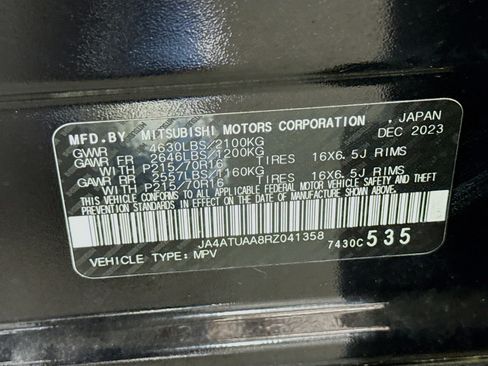 MFD.BY MITSUBISHI MOTORS CORPORATION , JAPAN
GVWR 4630LBS/2100KG DEC 2023
GAWR FR 2646LBS/1200KG
WITH P215/70R16 TIRES 16X6.5J RIMS
GAWR RR 2557LBS/1160KG
WITH P215/70R16 TIRES 16X6.5J RIMS
THIS VEHICLE CONFORMS TO ALL APPLICABLE FEDERAL MOTOR VEHICLE SAFETY AND THEFT
PREVENTION STANDARDS IN EFFECT ON THE DATE OF MANUFACTURE SHOWN ABOVE.
JA4ATUAA8RZ041358 7430C 535
VEHICLE TYPE: MPV